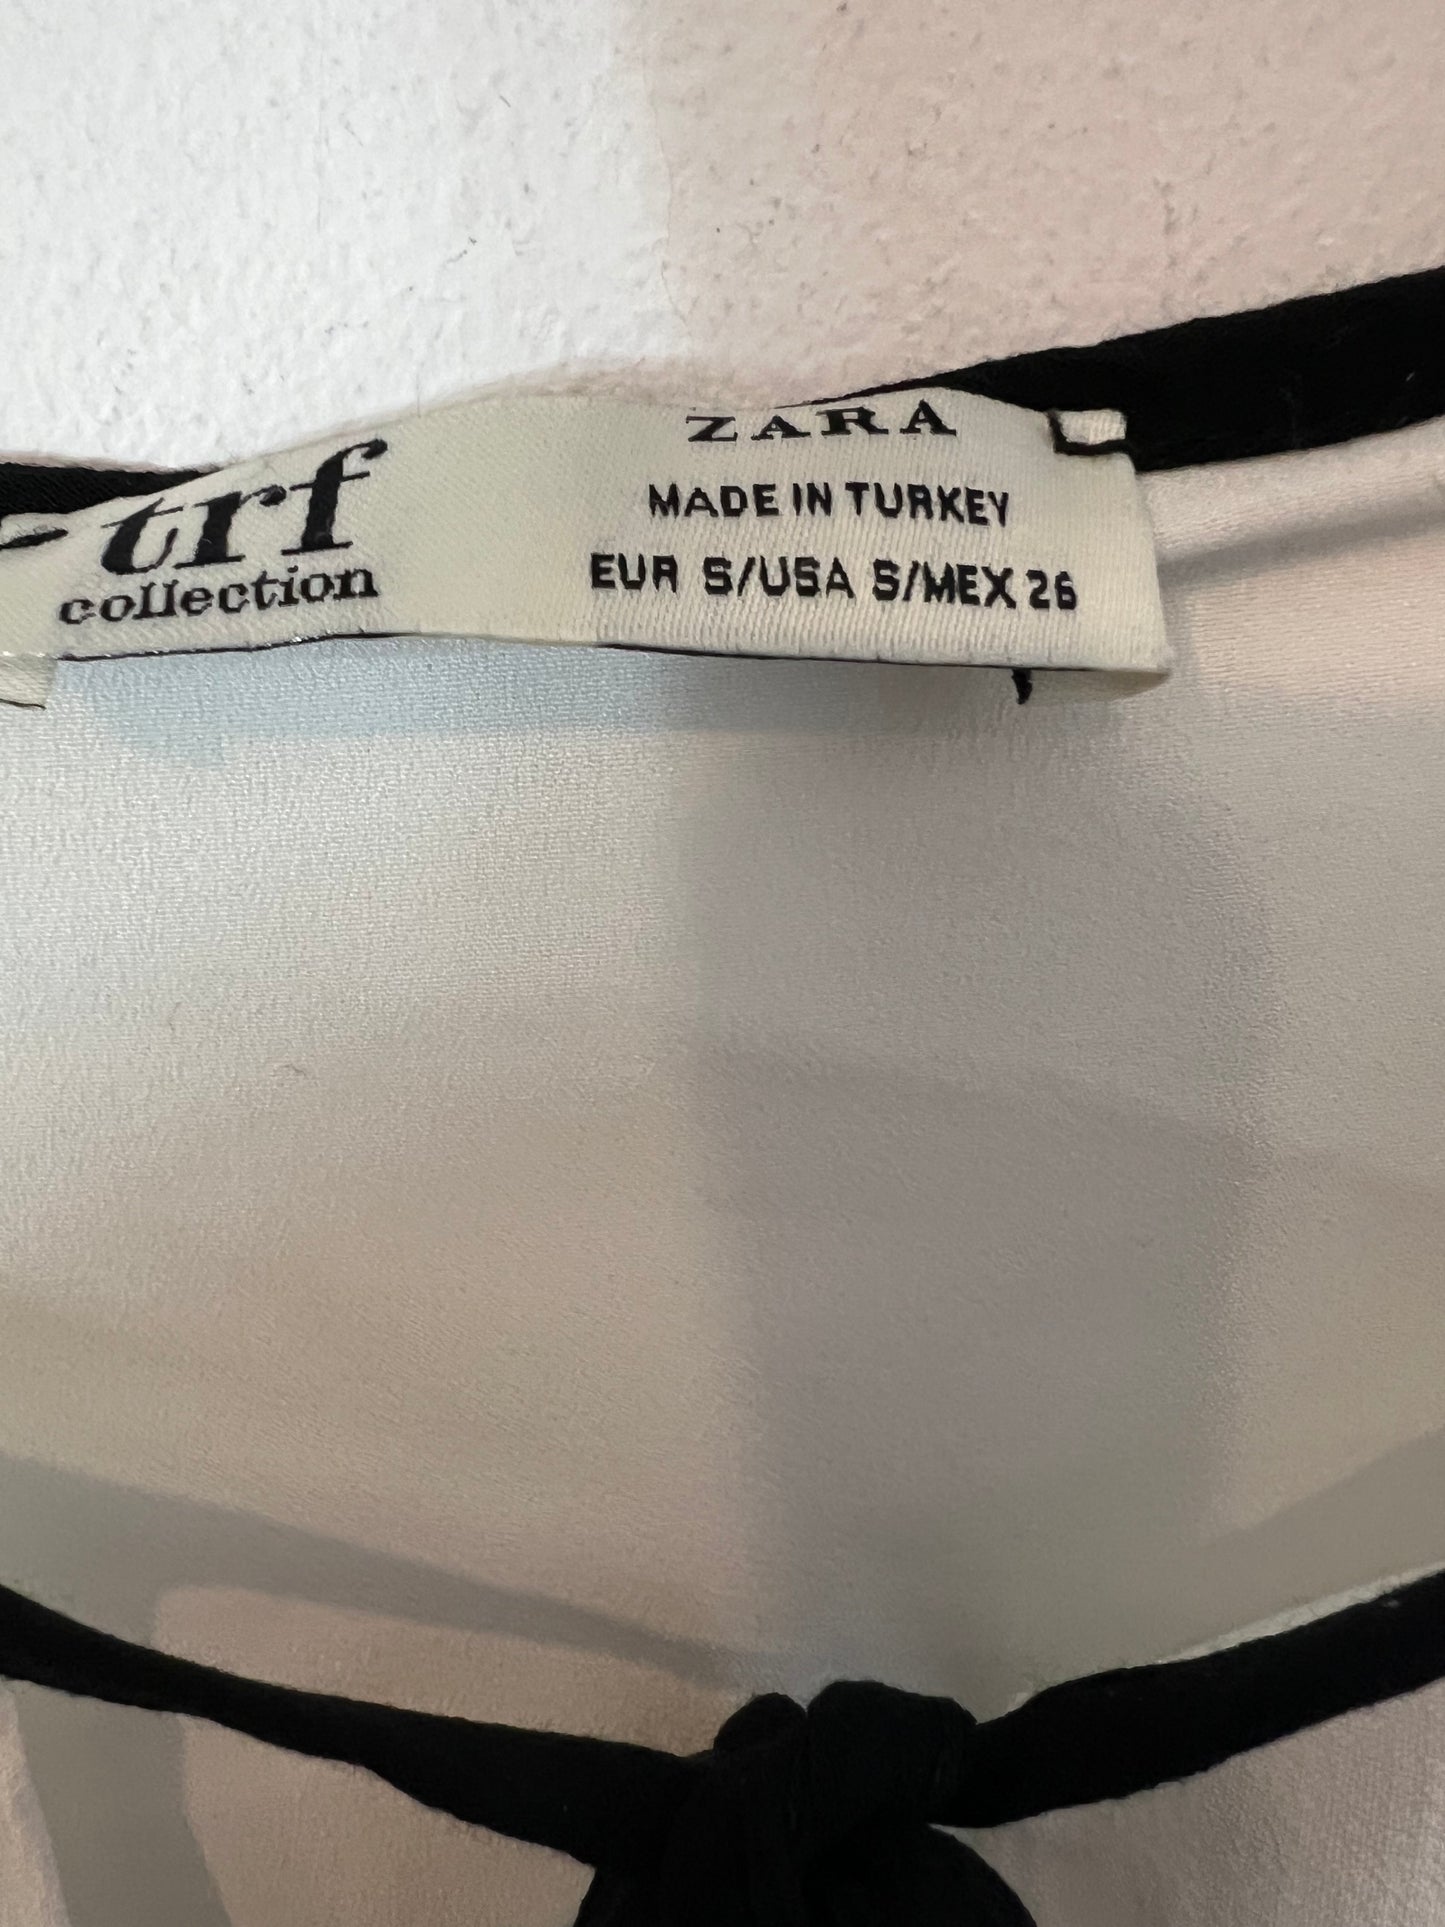 trf
collection
ZARA
MADE IN TURKEY
EUR S/USA S/MEX 26